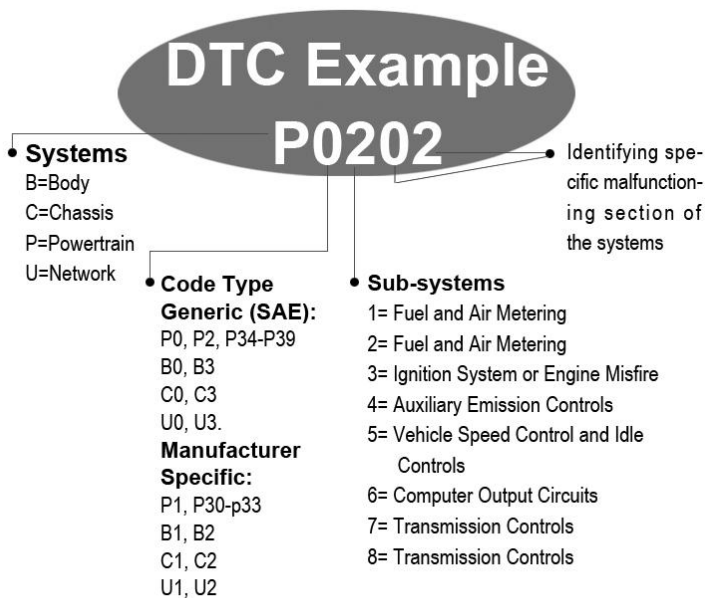 DTC Example
P0202
Systems
B=Body
C=Chassis
P=Powertrain
U=Network
Identifying spe-
cific malfunction-
ing section of
the systems
Code Type
Generic (SAE):
P0, P2, P34-P39
B0, B3
C0, C3
U0, U3.
Manufacturer
Specific:
P1, P30-p33
B1, B2
C1, C2
U1, U2
Sub-systems
1= Fuel and Air Metering
2= Fuel and Air Metering
3= Ignition System or Engine Misfire
4= Auxiliary Emission Controls
5= Vehicle Speed Control and Idle
Controls
6= Computer Output Circuits
7= Transmission Controls
8= Transmission Controls